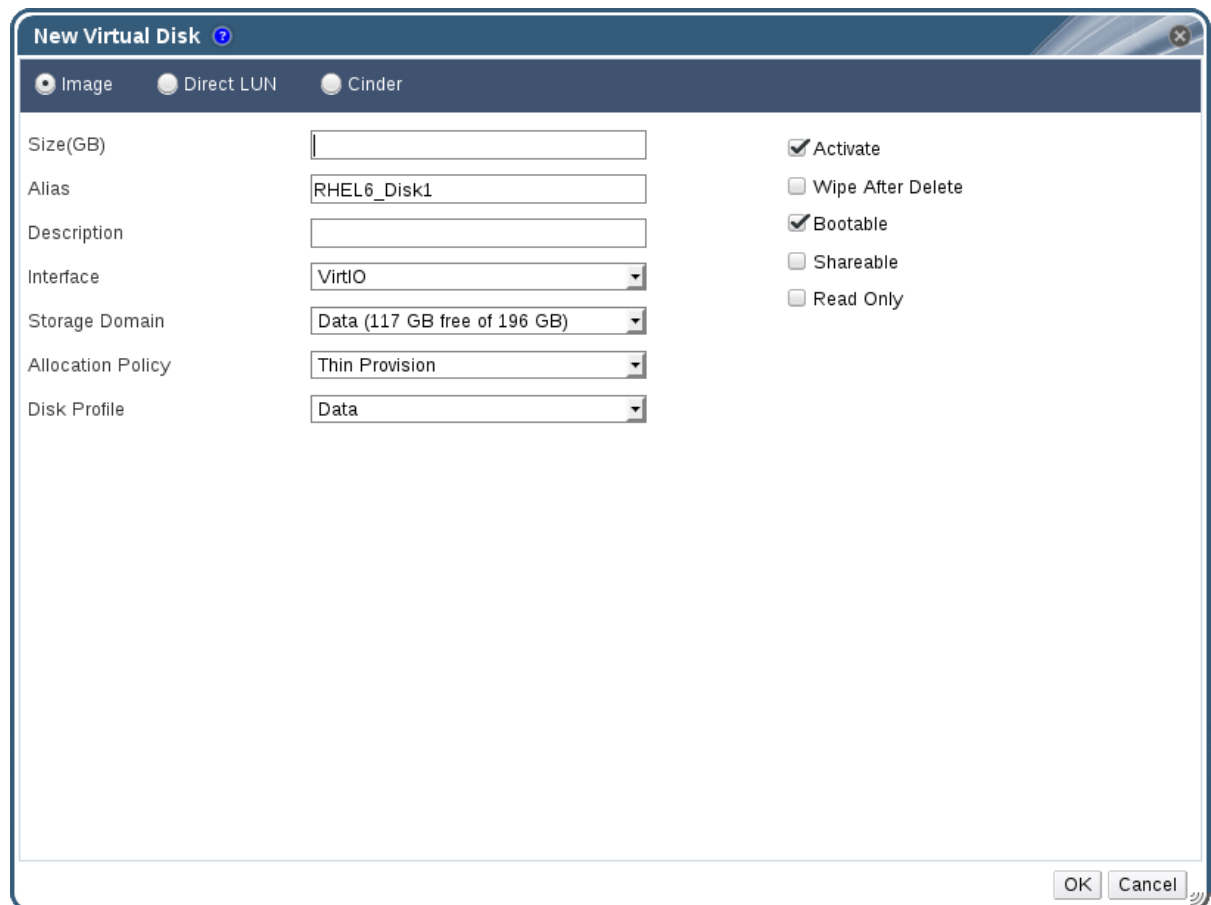 New Virtual Disk ?
Image Direct LUN Cinder
Size(GB)
Alias RHEL6_Disk1
Description
Interface VirtIO
Storage Domain Data (117 GB free of 196 GB)
Allocation Policy Thin Provision
Disk Profile Data
Activate
Wipe After Delete
Bootable
Shareable
Read Only
OK Cancel